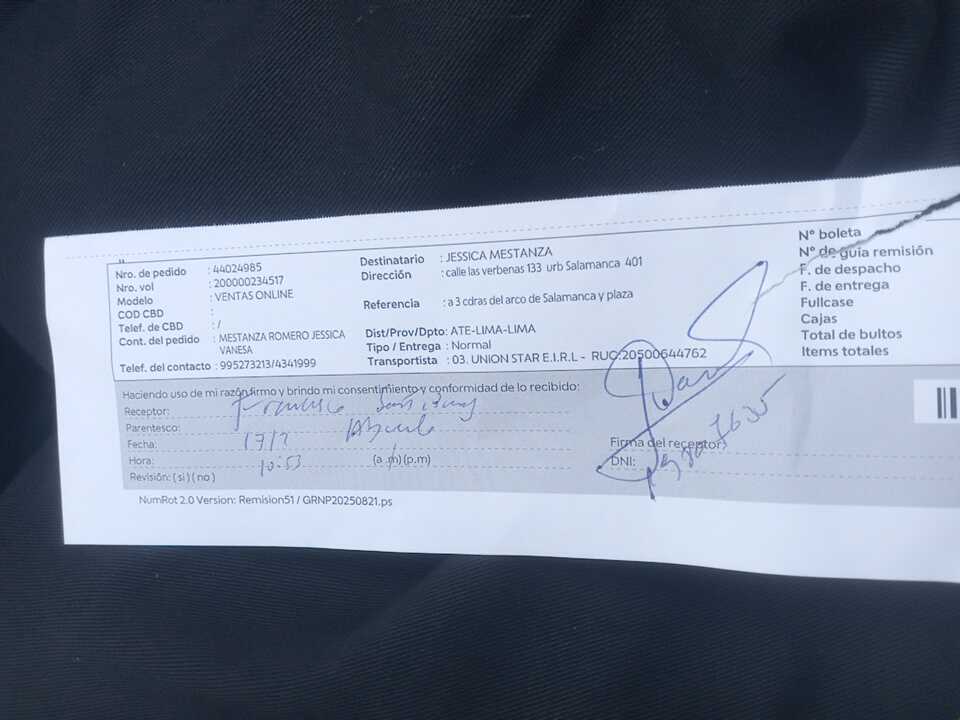 Nro. de pedido : 44024985
Nro. vol : 200000234517
Modelo : VENTAS ONLINE
COD CBD :
Telef. de CBD : /
Cont. del pedido : MESTANZA ROMERO JESSICA
VANESA
Telef. del contacto : 995273213/4341999
Destinatario : JESSICA MESTANZA
Dirección : calle las verbenas 133 urb Salamanca 401
Referencia : a 3 cdras del arco de Salamanca y plaza
Dist/Prov/Dpto: ATE-LIMA-LIMA
Tipo / Entrega : Normal
Transportista : 03. UNION STAR E.I.R.L - RUC:20500644762
N° boleta
N° de guia remisión
F. de despacho
F. de entrega
Fullcase
Cajas
Total de bultos
Items totales
Haciendo uso de mi razón firmo y brindo mi consentimiento y conformidad de lo recibido:
Receptor:
Parentesco:
Fecha:
Hora: 10:53 (a.m)(p.m)
Revisión: (si)(no)
Firma del receptor:
DNI:
NumRot 2.0 Version: Remision51 / GRNP20250821.ps